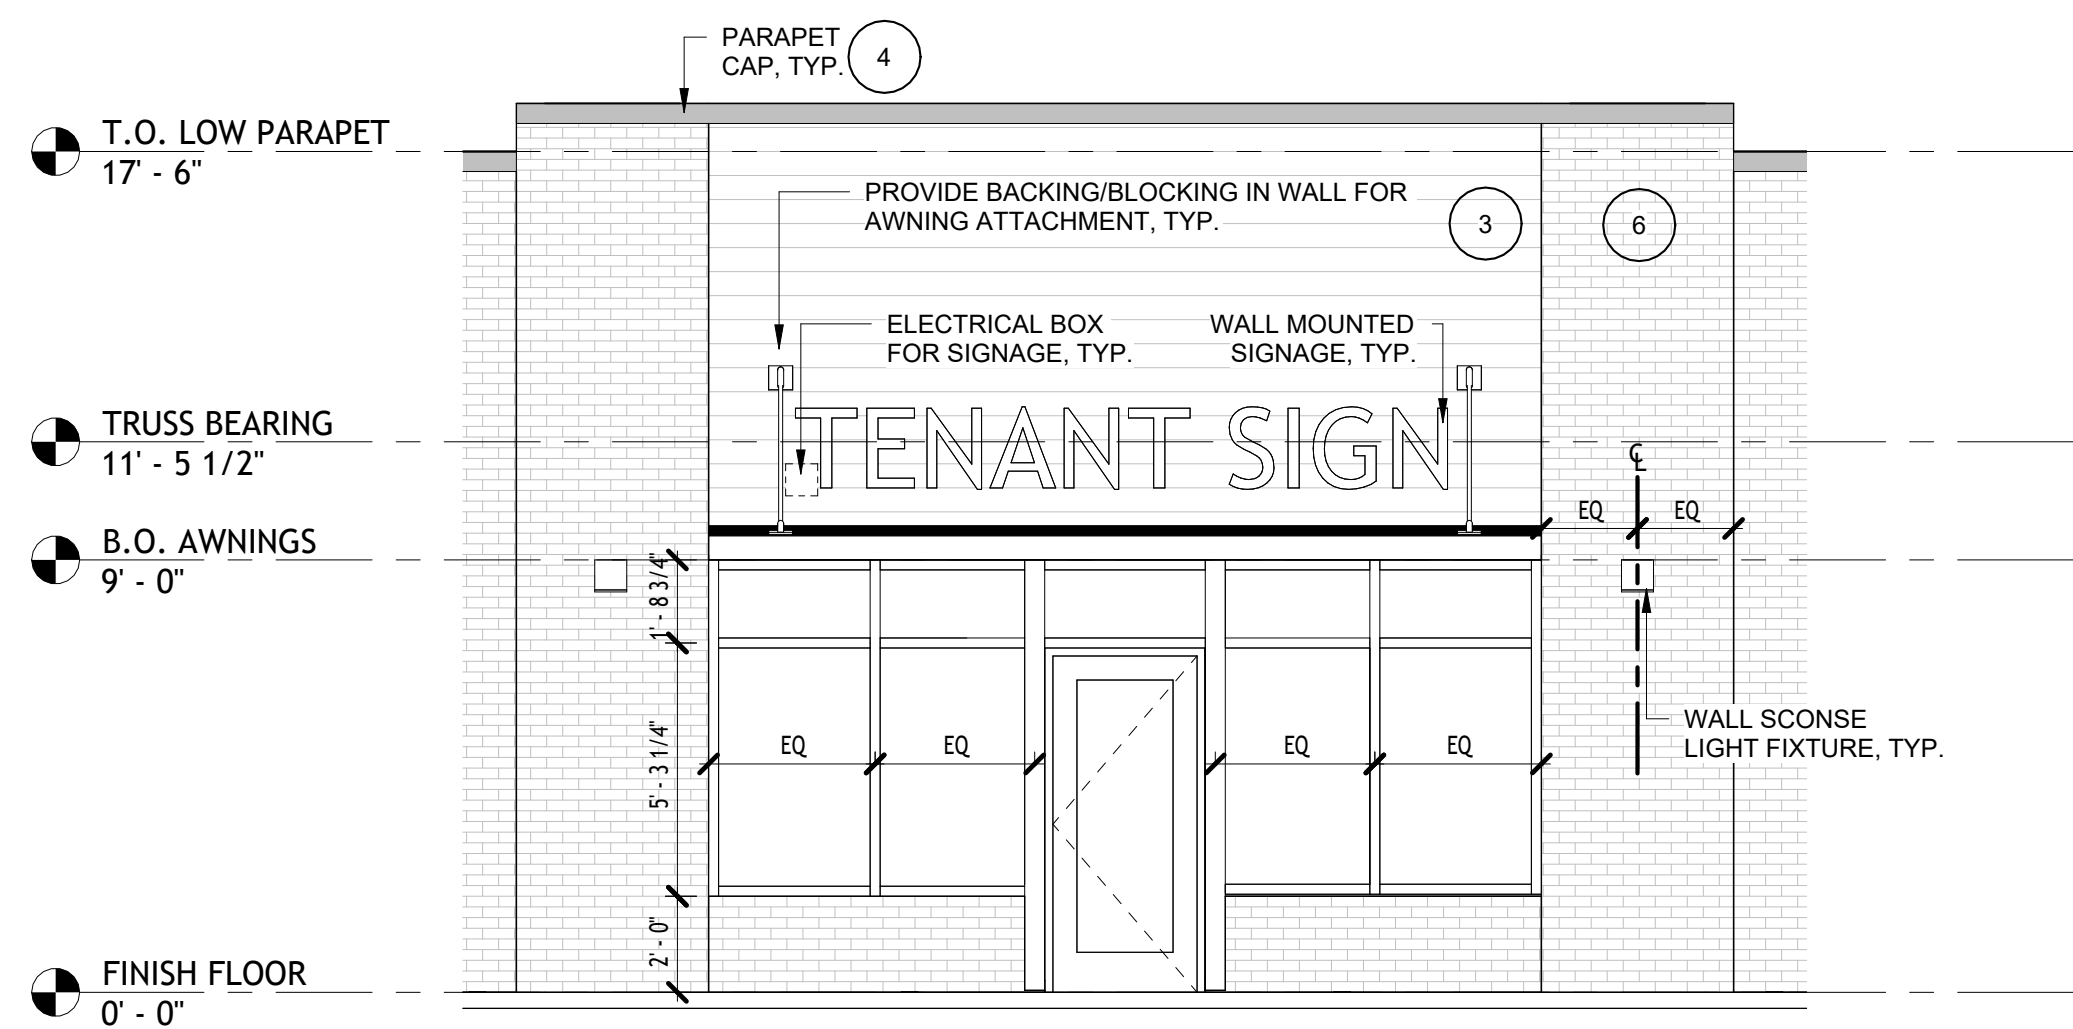 PARAPET
CAP, TYP.
4
T.O. LOW PARAPET
17' - 6"
PROVIDE BACKING/BLOCKING IN WALL FOR
AWNING ATTACHMENT, TYP.
3
6
ELECTRICAL BOX
FOR SIGNAGE, TYP.
WALL MOUNTED
SIGNAGE, TYP.
TRUSS BEARING
11' - 5 1/2"
TENANT SIGN
CL
EQ
EQ
B.O. AWNINGS
9' - 0"
1' - 8 3/4"
5' - 3 1/4"
2' - 0"
EQ
EQ
EQ
EQ
WALL SCONSE
LIGHT FIXTURE, TYP.
FINISH FLOOR
0' - 0"